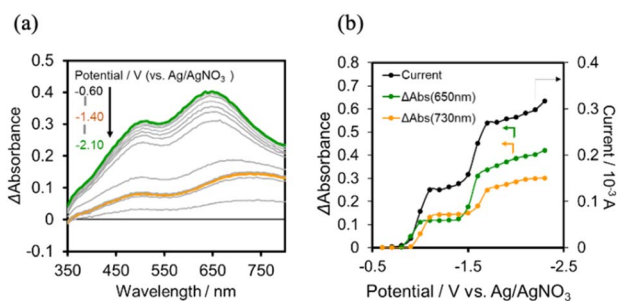 (a)
(b)
0.5
0.4
0.3
0.2
0.1
0
-0.1
ΔAbsorbance
Potential / V (vs. Ag/AgNO₃ )
-0.60
-1.40
-2.10
350 450 550 650 750
Wavelength / nm
0.8
0.7
0.6
0.5
0.4
0.3
0.2
0.1
0
ΔAbsorbance
Current
ΔAbs(650nm)
ΔAbs(730nm)
0.4
0.3
0.2
0.1
0
Current / 10⁻³ A
-0.5 -1.5 -2.5
Potential / V vs. Ag/AgNO₃